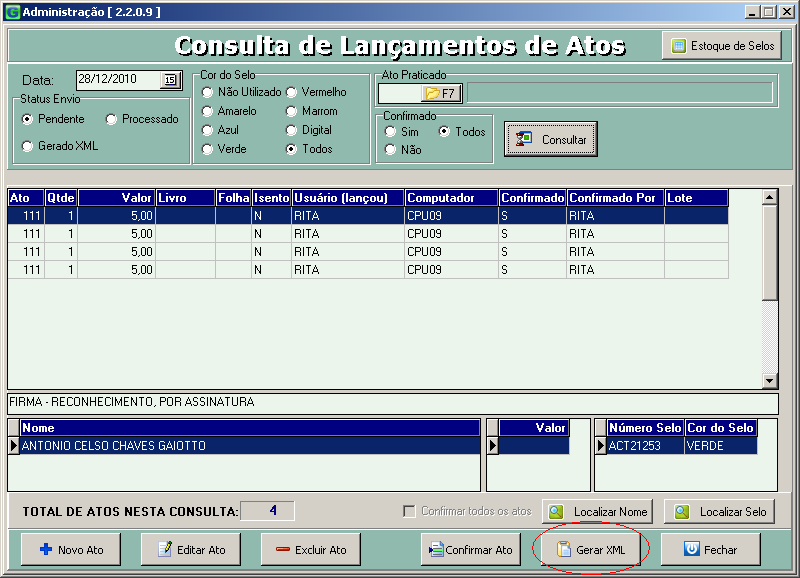 Administração [ 2.2.0.9 ]
Consulta de Lançamentos de Atos
Estoque de Selos
Data: 28/12/2010 15
Status Envio
Pendente Processado
Gerado XML
Cor do Selo
Não Utilizado Vermelho
Amarelo Marrom
Azul Digital
Verde Todos
Ato Praticado
F7
Confirmado
Sim Todos
Não
Consultar
Ato Qtde Valor Livro Folha Isento Usuário (lançou) Computador Confirmado Confirmado Por Lote
111 1 5,00 N RITA CPU09 S RITA
111 1 5,00 N RITA CPU09 S RITA
111 1 5,00 N RITA CPU09 S RITA
111 1 5,00 N RITA CPU09 S RITA
FIRMA - RECONHECIMENTO, POR ASSINATURA
Nome Valor Número Selo Cor do Selo
ANTONIO CELSO CHAVES GAIOTTO ACT21253 VERDE
TOTAL DE ATOS NESTA CONSULTA: 4 Confirmar todos os atos Localizar Nome Localizar Selo
Novo Ato Editar Ato Excluir Ato Confirmar Ato Gerar XML Fechar